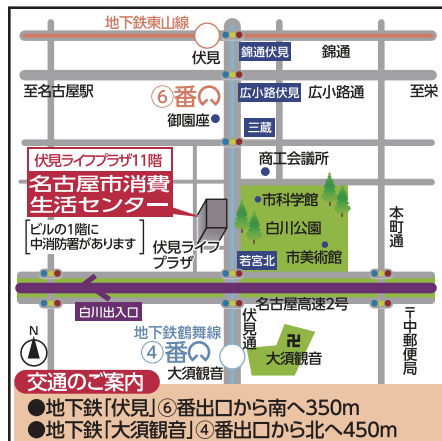 地下鉄東山線
伏見
錦通伏見
錦通
至名古屋駅
⑥番
広小路伏見
広小路通
至栄
御園座
三蔵
商工会議所
伏見ライフプラザ11階
名古屋市消費
生活センター
ビルの1階に
中消防署があります
市科学館
白川公園
市美術館
本町通
伏見ライフ
プラザ
若宮北
白川出入口
名古屋高速2号
伏見通
〒中郵便局
N
地下鉄鶴舞線
④番
大須観音
卍
大須観音
交通のご案内
●地下鉄「伏見」⑥番出口から南へ350m
●地下鉄「大須観音」④番出口から北へ450m